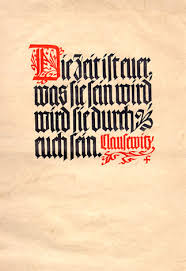 Die Zeit ist euer,
was sie sein wird
wird sie durch
euch sein. Clausewitz